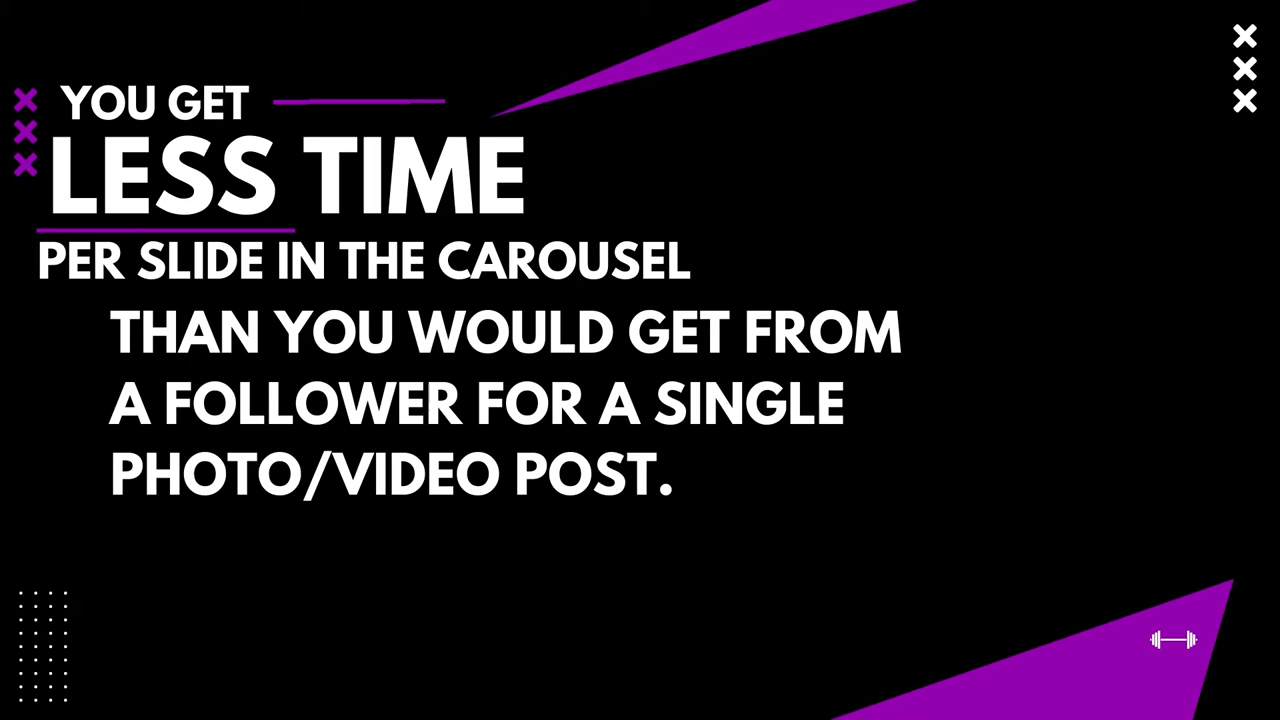 YOU GET
LESS TIME
PER SLIDE IN THE CAROUSEL
THAN YOU WOULD GET FROM
A FOLLOWER FOR A SINGLE
PHOTO/VIDEO POST.